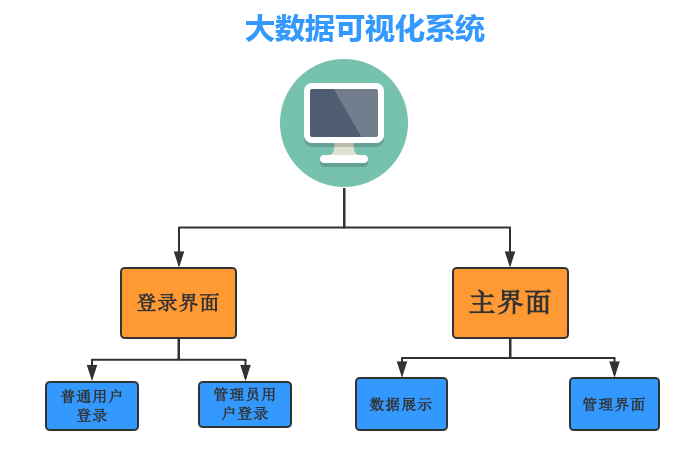 大数据可视化系统
登录界面
主界面
普通用户
登录
管理员用
户登录
数据展示
管理界面